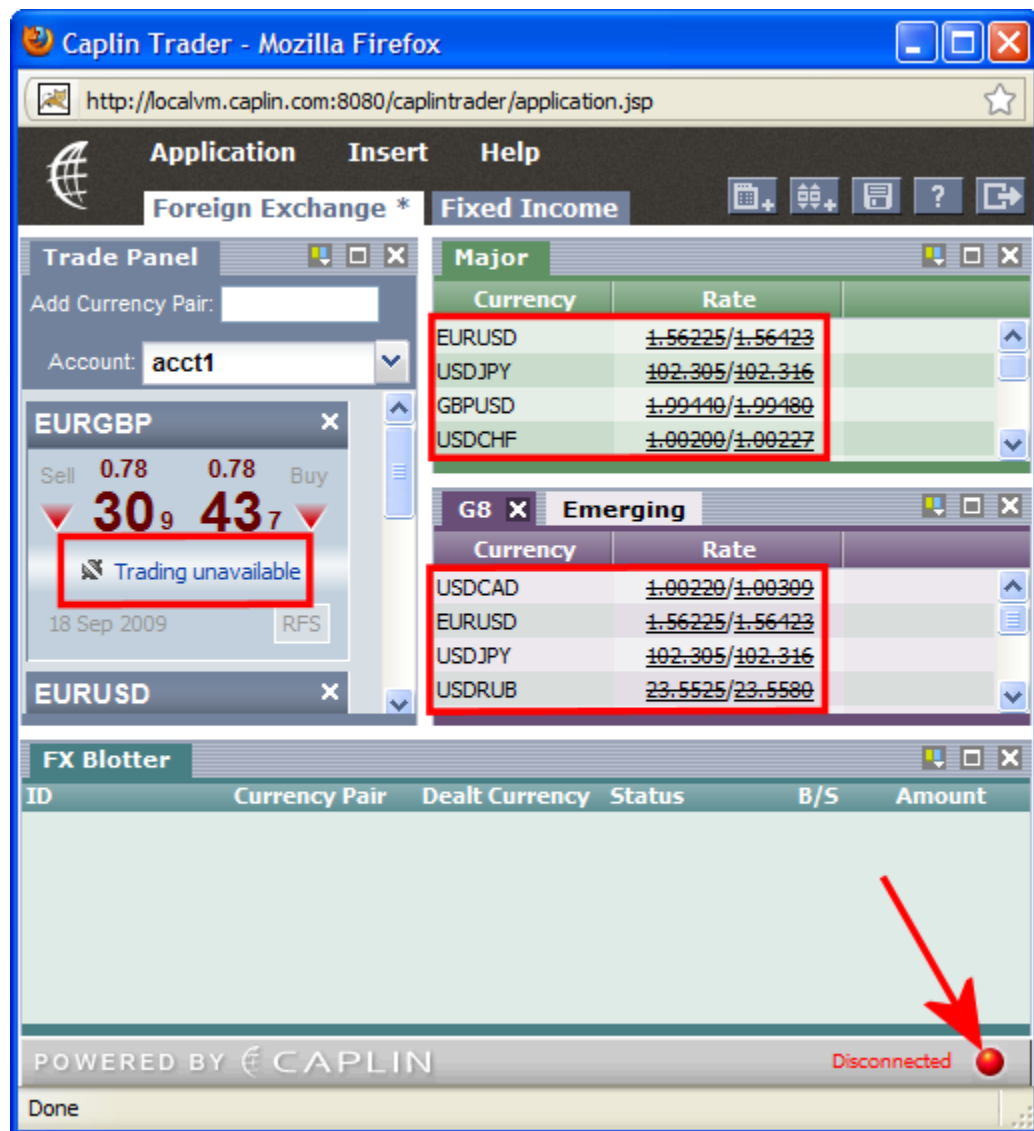 Caplin Trader - Mozilla Firefox
http://localvm.caplin.com:8080/caplintrader/application.jsp
Application Insert Help
Foreign Exchange * Fixed Income
?
Trade Panel
Add Currency Pair:
Account: acct1
EURGBP
Sell 0.78 0.78 Buy
30 9 43 7
Trading unavailable
18 Sep 2009 RFS
EURUSD
Major
Currency Rate
EURUSD 1.56225/1.56423
USDJPY 102.305/102.316
GBPUSD 1.99440/1.99480
USDCHF 1.00200/1.00227
G8 Emerging
Currency Rate
USDCAD 1.00220/1.00309
EURUSD 1.56225/1.56423
USDJPY 102.305/102.316
USDRUB 23.5525/23.5580
FX Blotter
ID Currency Pair Dealt Currency Status B/S Amount
POWERED BY CAPLIN
Disconnected
Done